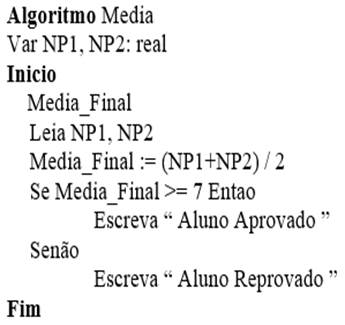 Algoritmo Media
Var NP1, NP2: real
Inicio
Media_Final
Leia NP1, NP2
Media_Final := (NP1+NP2) / 2
Se Media_Final >= 7 Entao
Escreva “ Aluno Aprovado ”
Senão
Escreva “ Aluno Reprovado ”
Fim